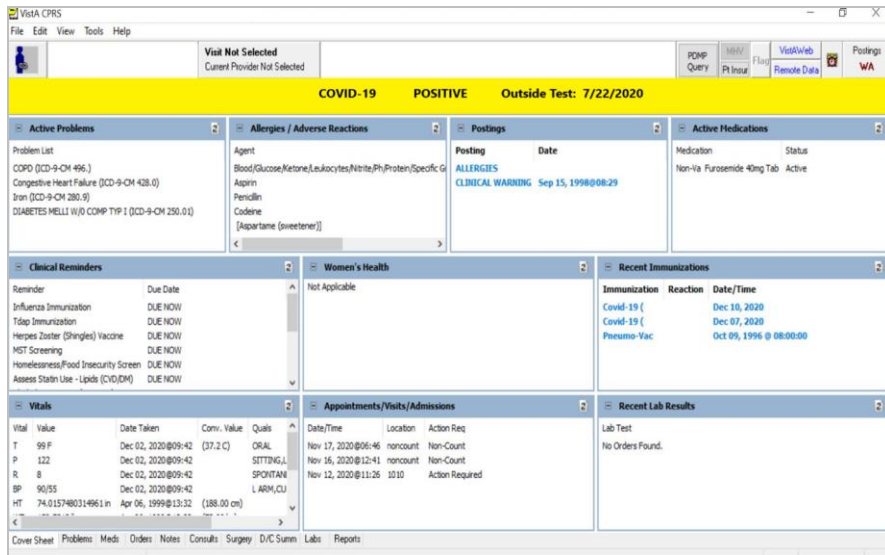 VistA CPRS
File Edit View Tools Help
Visit Not Selected
Current Provider Not Selected
PDMP Query
MHV
Pt Insur
Flag
VistAWeb
Remote Data
Postings
WA
COVID-19 POSITIVE Outside Test: 7/22/2020
Active Problems
Problem List
COPD (ICD-9-CM 496.)
Congestive Heart Failure (ICD-9-CM 428.0)
Iron (ICD-9-CM 280.9)
DIABETES MELLI W/O COMP TYP I (ICD-9-CM 250.01)
Allergies / Adverse Reactions
Agent
Blood/Glucose/Ketone/Leukocytes/Nitrite/Ph/Protein/Specific G
Aspirin
Penicillin
Codeine
[Aspartame (sweetener)]
Postings
Posting Date
ALLERGIES
CLINICAL WARNING Sep 15, 1998@08:29
Active Medications
Medication Status
Non-Va Furosemide 40mg Tab Active
Clinical Reminders
Reminder Due Date
Influenza Immunization DUE NOW
Tdap Immunization DUE NOW
Herpes Zoster (Shingles) Vaccine DUE NOW
MST Screening DUE NOW
Homelessness/Food Insecurity Screen DUE NOW
Assess Statin Use - Lipids (CVD/DM) DUE NOW
Women's Health
Not Applicable
Recent Immunizations
Immunization Reaction Date/Time
Covid-19 ( Dec 10, 2020
Covid-19 ( Dec 07, 2020
Pneumo-Vac Oct 09, 1996 @ 08:00:00
Vitals
Vital Value Date Taken Conv. Value Quals
T 99 F Dec 02, 2020@09:42 (37.2 C) ORAL
P 122 Dec 02, 2020@09:42 SITTING,L
R 8 Dec 02, 2020@09:42 SPONTANI
BP 90/55 Dec 02, 2020@09:42 L ARM,CU
HT 74.0157480314961 in Apr 06, 1999@13:32 (188.00 cm)
Appointments/Visits/Admissions
Date/Time Location Action Req
Nov 17, 2020@06:46 noncount Non-Count
Nov 16, 2020@12:41 noncount Non-Count
Nov 12, 2020@11:26 1010 Action Required
Recent Lab Results
Lab Test
No Orders Found.
Cover Sheet Problems Meds Orders Notes Consults Surgery D/C Summ Labs Reports